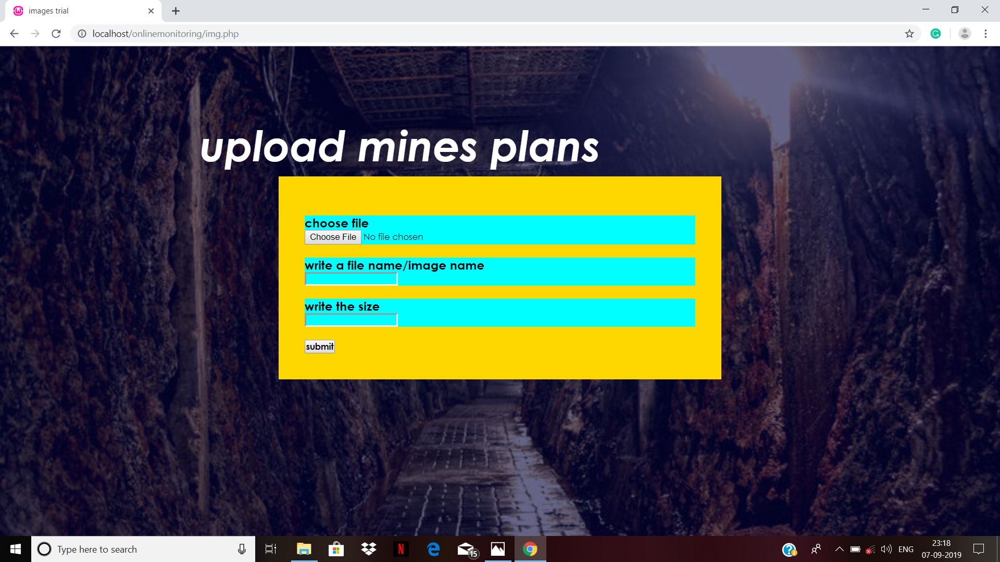 images trial
localhost/onlinemonitoring/img.php
upload mines plans
choose file
Choose File No file chosen
write a file name/image name
write the size
submit
Type here to search
N
15
ENG
23:18
07-09-2019